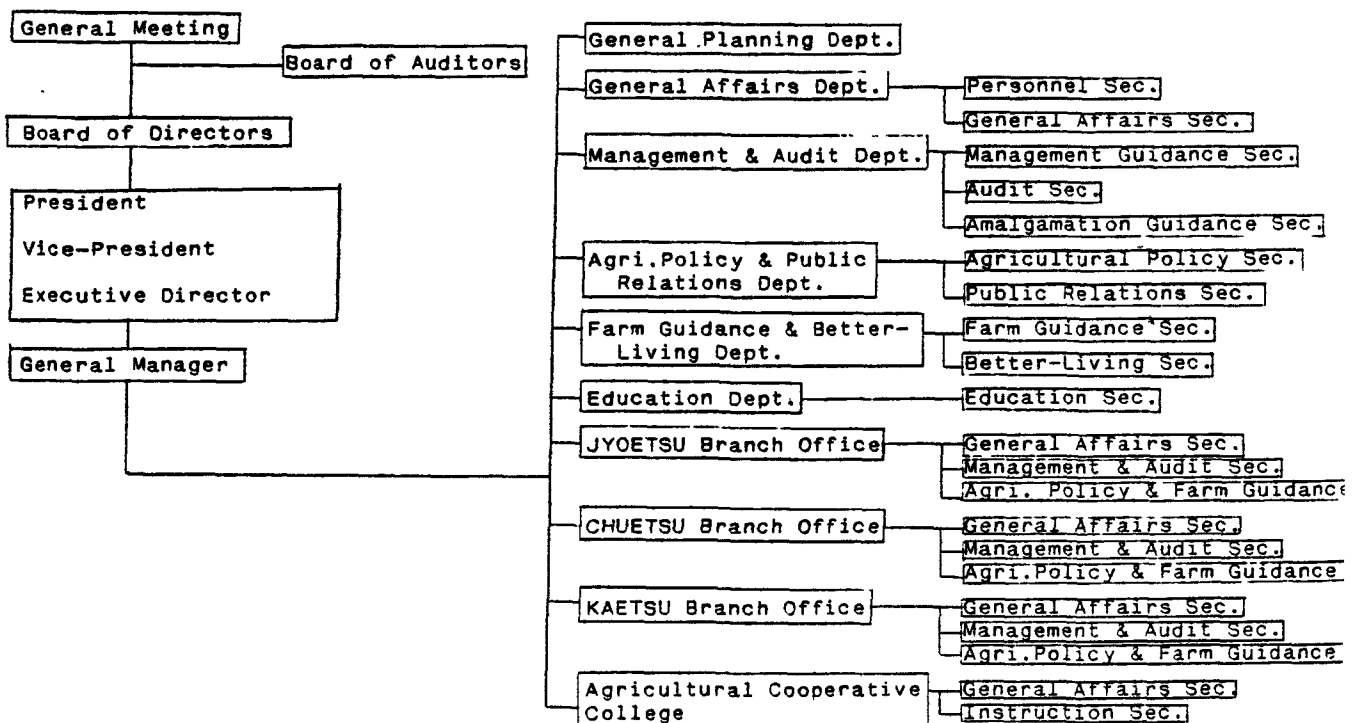 General Meeting
Board of Auditors
Board of Directors
President
Vice-President
Executive Director
General Manager
General Planning Dept.
General Affairs Dept.
Personnel Sec.
General Affairs Sec.
Management & Audit Dept.
Management Guidance Sec.
Audit Sec.
Amalgamation Guidance Sec.
Agri.Policy & Public
Relations Dept.
Agricultural Policy Sec.
Public Relations Sec.
Farm Guidance & Better-
Living Dept.
Farm Guidance Sec.
Better-Living Sec.
Education Dept.
Education Sec.
JYOETSU Branch Office
General Affairs Sec.
Management & Audit Sec.
Agri. Policy & Farm Guidance
CHUETSU Branch Office
General Affairs Sec.
Management & Audit Sec.
Agri.Policy & Farm Guidance
KAETSU Branch Office
General Affairs Sec.
Management & Audit Sec.
Agri.Policy & Farm Guidance
Agricultural Cooperative
College
General Affairs Sec.
Instruction Sec.